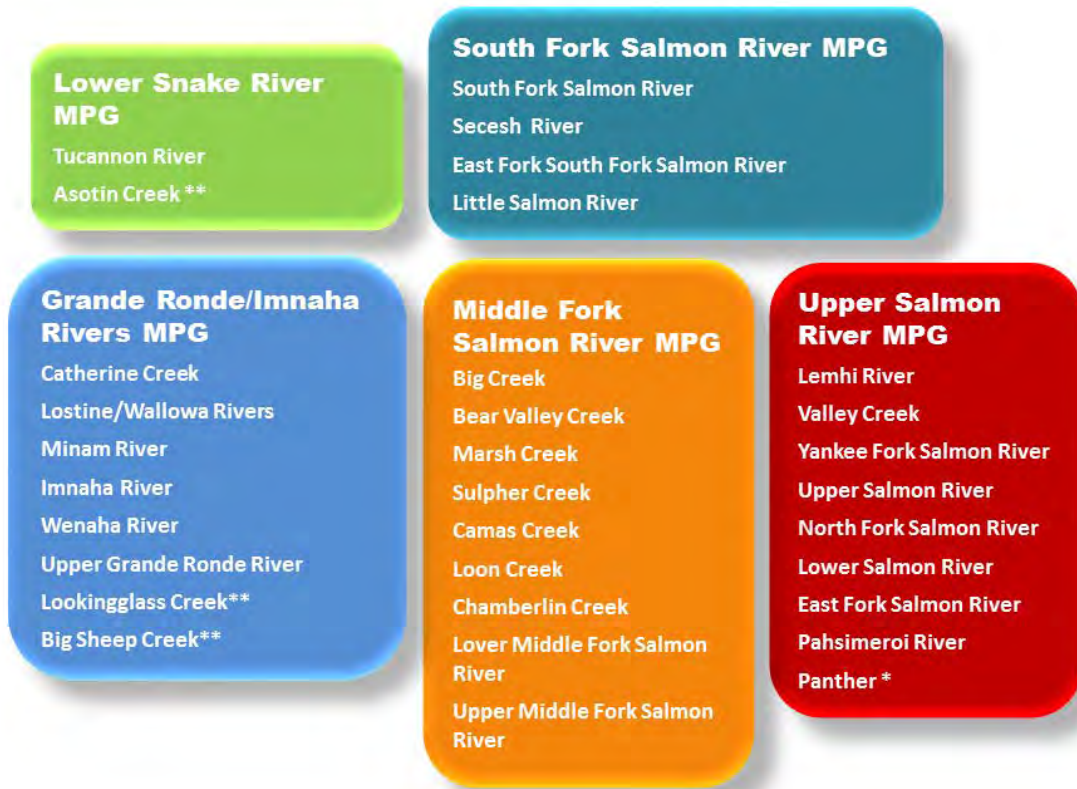 Lower Snake River
MPG
Tucannon River
Asotin Creek **
South Fork Salmon River MPG
South Fork Salmon River
Secesh River
East Fork South Fork Salmon River
Little Salmon River
Grande Ronde/Imnaha
Rivers MPG
Catherine Creek
Lostine/Wallowa Rivers
Minam River
Imnaha River
Wenaha River
Upper Grande Ronde River
Lookingglass Creek**
Big Sheep Creek**
Middle Fork
Salmon River MPG
Big Creek
Bear Valley Creek
Marsh Creek
Sulpher Creek
Camas Creek
Loon Creek
Chamberlin Creek
Lover Middle Fork Salmon
River
Upper Middle Fork Salmon
River
Upper Salmon
River MPG
Lemhi River
Valley Creek
Yankee Fork Salmon River
Upper Salmon River
North Fork Salmon River
Lower Salmon River
East Fork Salmon River
Pahsimeroi River
Panther *